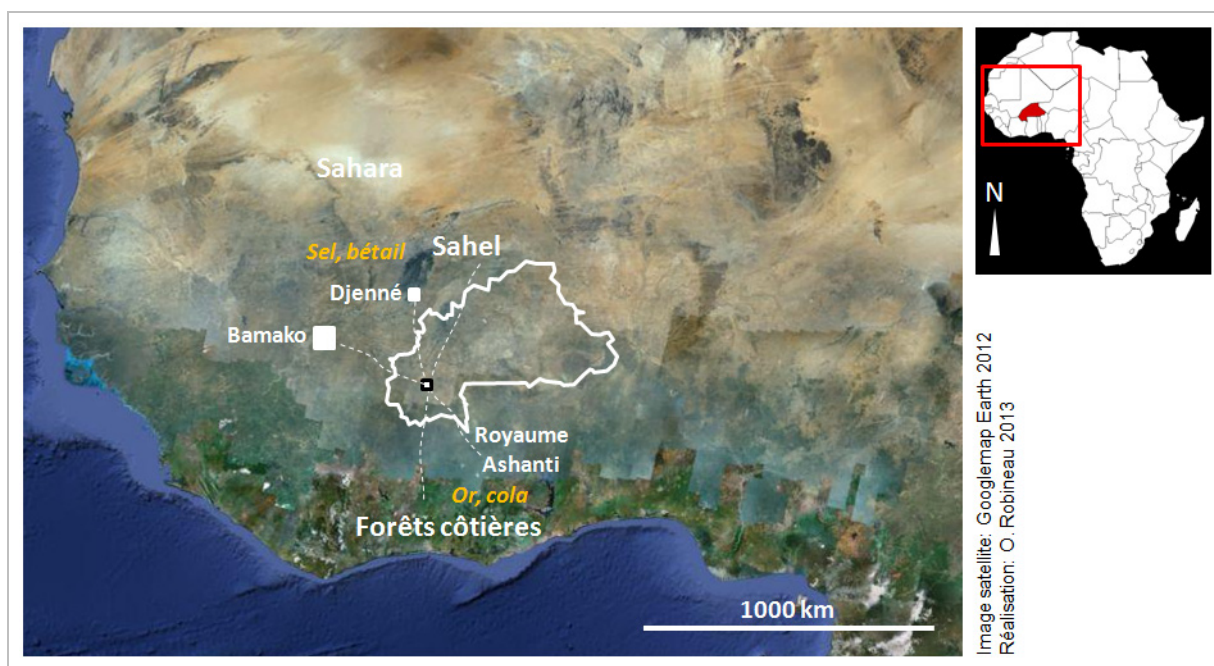 Sahara
Sel, bétail
Sahel
Djenné
Bamako
Royaume
Ashanti
Or, cola
Forêts côtières
1000 km
N
Image satellite: Googlemap Earth 2012
Réalisation: O. Robineau 2013